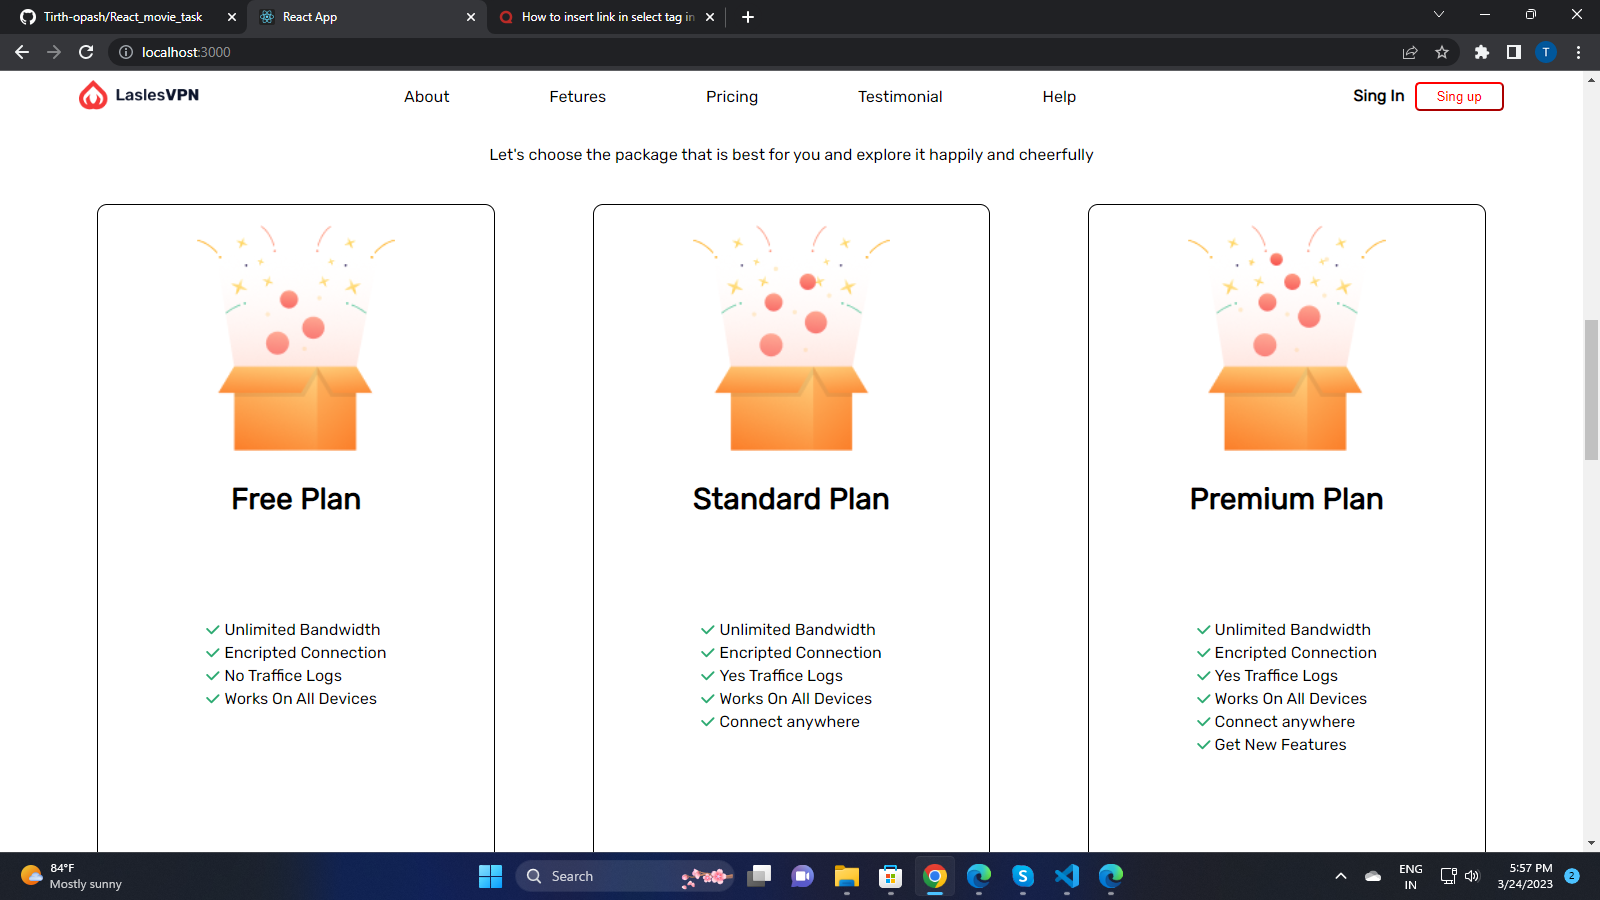 Tirth-opash/React_movie_task
React App
How to insert link in select tag in
localhost:3000
T
LaslesVPN
About
Fetures
Pricing
Testimonial
Help
Sing In
Sing up
Let's choose the package that is best for you and explore it happily and cheerfully
Free Plan
Unlimited Bandwidth
Encripted Connection
No Traffice Logs
Works On All Devices
Standard Plan
Unlimited Bandwidth
Encripted Connection
Yes Traffice Logs
Works On All Devices
Connect anywhere
Premium Plan
Unlimited Bandwidth
Encripted Connection
Yes Traffice Logs
Works On All Devices
Connect anywhere
Get New Features
84°F
Mostly sunny
Search
S
ENG
IN
5:57 PM
3/24/2023
2